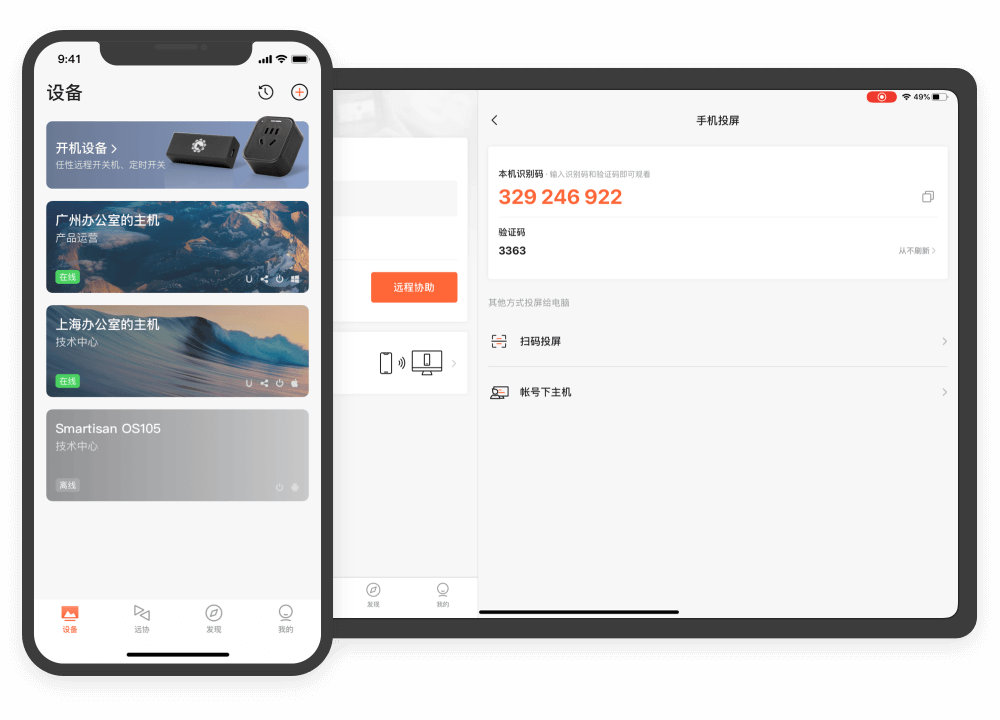 9:41
设备
开机设备
任性远程开关机、定时开关
广州办公室的主机
产品运营
在线
上海办公室的主机
技术中心
在线
Smartisan OS105
技术中心
离线
设备
远协
发现
我的
远程协助
发现
我的
49%
手机投屏
本机识别码 · 输入识别码和验证码即可观看
329 246 922
验证码
3363
从不刷新
其他方式投屏给电脑
扫码投屏
帐号下主机